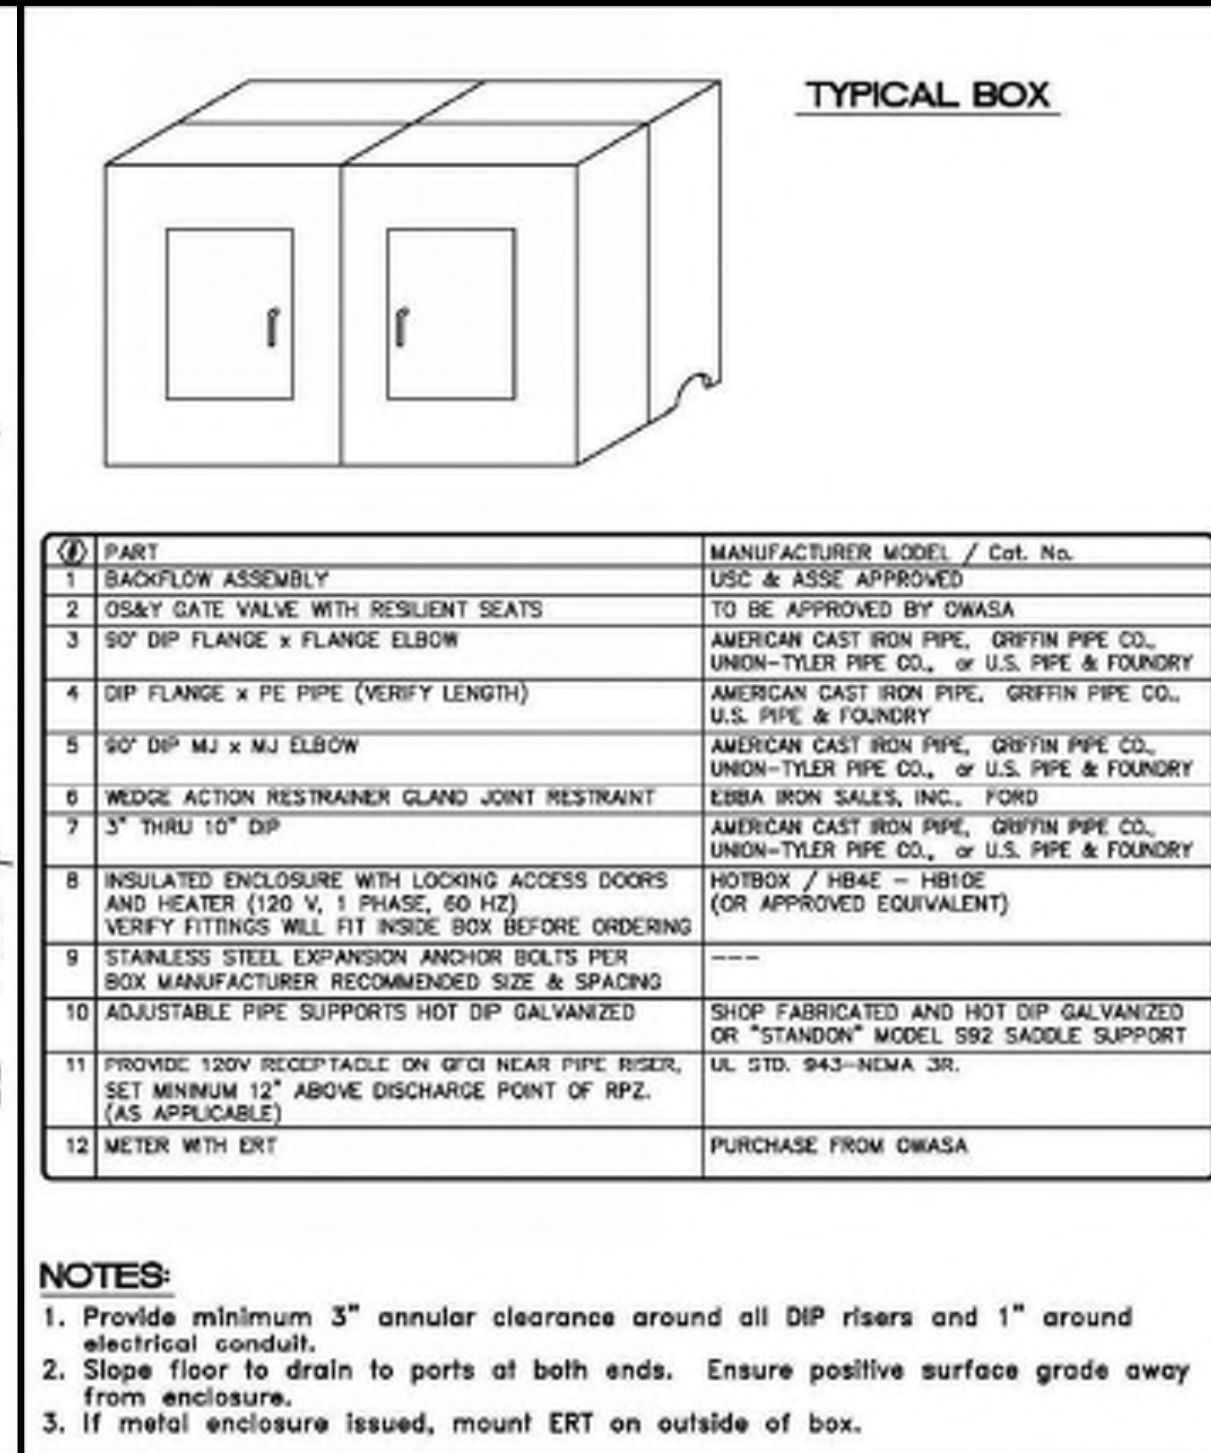 TYPICAL BOX
PART MANUFACTURER MODEL / Cat. No.
1 BACKFLOW ASSEMBLY USC & ASSE APPROVED
2 OS&Y GATE VALVE WITH RESILIENT SEATS TO BE APPROVED BY OWASA
3 90° DIP FLANGE x FLANGE ELBOW AMERICAN CAST IRON PIPE, GRIFFIN PIPE CO.,
UNION-TYLER PIPE CO., or U.S. PIPE & FOUNDRY
4 DIP FLANGE x PE PIPE (VERIFY LENGTH) AMERICAN CAST IRON PIPE, GRIFFIN PIPE CO.,
U.S. PIPE & FOUNDRY
5 90° DIP MJ x MJ ELBOW AMERICAN CAST IRON PIPE, GRIFFIN PIPE CO.,
UNION-TYLER PIPE CO., or U.S. PIPE & FOUNDRY
6 WEDGE ACTION RESTRAINER GLAND JOINT RESTRAINT EBBA IRON SALES, INC., FORD
7 3" THRU 10" DIP AMERICAN CAST IRON PIPE, GRIFFIN PIPE CO.,
UNION-TYLER PIPE CO., or U.S. PIPE & FOUNDRY
8 INSULATED ENCLOSURE WITH LOCKING ACCESS DOORS HOTBOX / HB4E - HB10E
AND HEATER (120 V, 1 PHASE, 60 HZ) (OR APPROVED EQUIVALENT)
VERIFY FITTINGS WILL FIT INSIDE BOX BEFORE ORDERING
9 STAINLESS STEEL EXPANSION ANCHOR BOLTS PER ---
BOX MANUFACTURER RECOMMENDED SIZE & SPACING
10 ADJUSTABLE PIPE SUPPORTS HOT DIP GALVANIZED SHOP FABRICATED AND HOT DIP GALVANIZED
OR "STANDON" MODEL S92 SADDLE SUPPORT
11 PROVIDE 120V RECEPTACLE ON GFCI NEAR PIPE RISER, UL STD. 943-NEMA 3R.
SET MINIMUM 12" ABOVE DISCHARGE POINT OF RPZ.
(AS APPLICABLE)
12 METER WITH ERT PURCHASE FROM OWASA
NOTES:
1. Provide minimum 3" annular clearance around all DIP risers and 1" around
electrical conduit.
2. Slope floor to drain to ports at both ends. Ensure positive surface grade away
from enclosure.
3. If metal enclosure issued, mount ERT on outside of box.